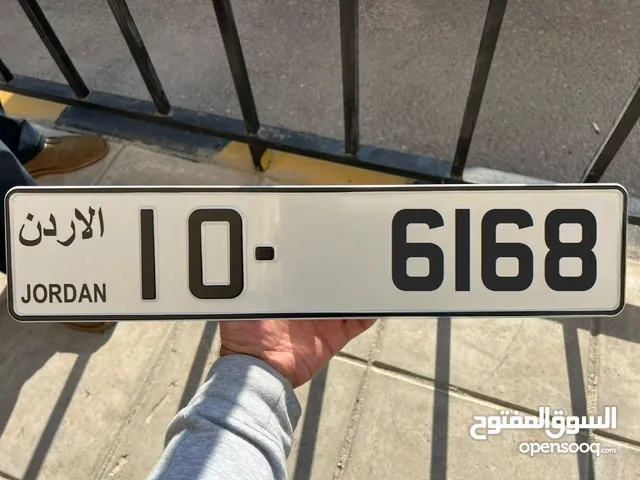 الاردن
JORDAN
10-6168
السوق المفتوح
opensooq.com